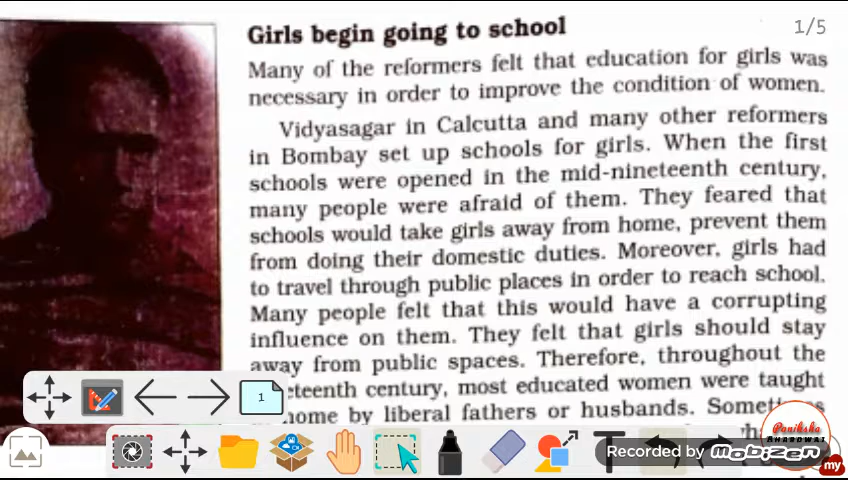 Girls begin going to school
1/5
Many of the reformers felt that education for girls was
necessary in order to improve the condition of women.
Vidyasagar in Calcutta and many other reformers
in Bombay set up schools for girls. When the first
schools were opened in the mid-nineteenth century,
many people were afraid of them. They feared that
schools would take girls away from home, prevent them
from doing their domestic duties. Moreover, girls had
to travel through public places in order to reach school.
Many people felt that this would have a corrupting
influence on them. They felt that girls should stay
away from public spaces. Therefore, throughout the
eteenth century, most educated women were taught
home by liberal fathers or husbands.
1
Paniksha
Recorded by
MOBIZEN
my